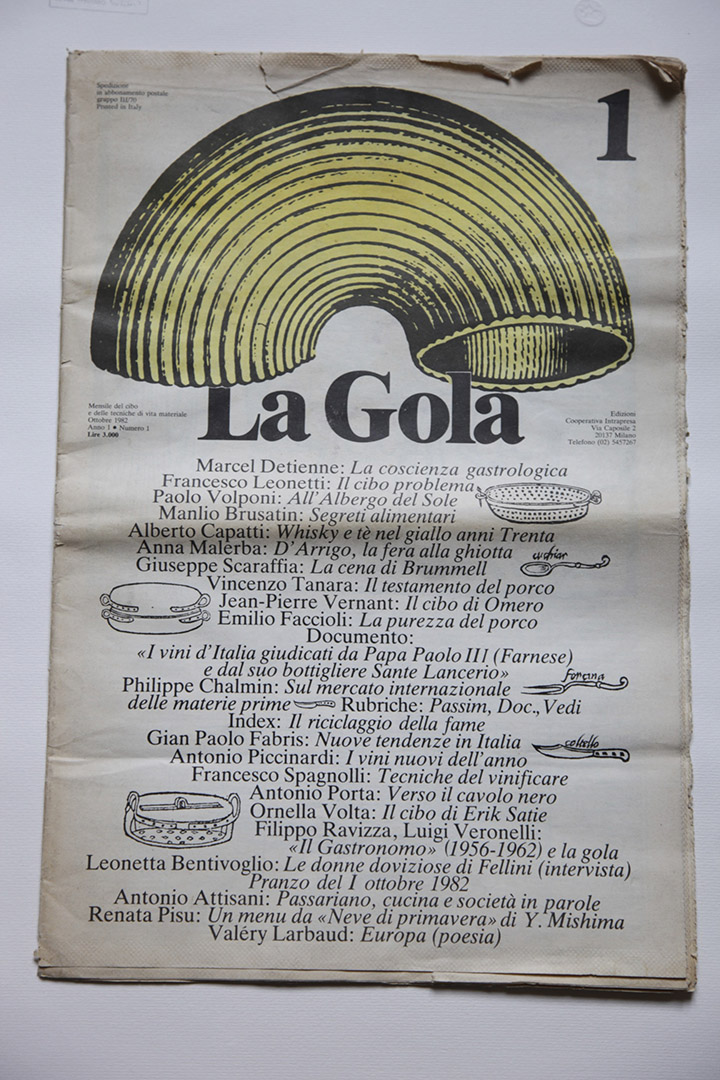 Spedizione
in abbonamento postale
gruppo III/70
Printed in Italy
1
La Gola
Mensile del cibo
e delle tecniche di vita materiale
Ottobre 1982
Anno 1 • Numero 1
Lire 3.000
Edizioni
Cooperativa Intrapresa
Via Caposile 2
20137 Milano
Telefono (02) 5457267
Marcel Detienne: La coscienza gastrologica
Francesco Leonetti: Il cibo problema
Paolo Volponi: All'Albergo del Sole
Manlio Brusatin: Segreti alimentari
Alberto Capatti: Whisky e tè nel giallo anni Trenta
Anna Malerba: D'Arrigo, la fera alla ghiotta
Giuseppe Scaraffia: La cena di Brummell
cuchiar
Vincenzo Tanara: Il testamento del porco
Jean-Pierre Vernant: Il cibo di Omero
Emilio Faccioli: La purezza del porco
Documento:
«I vini d'Italia giudicati da Papa Paolo III (Farnese)
e dal suo bottigliere Sante Lancerio»
forcina
Philippe Chalmin: Sul mercato internazionale
delle materie prime Rubriche: Passim, Doc., Vedi
Index: Il riciclaggio della fame
Gian Paolo Fabris: Nuove tendenze in Italia
coltello
Antonio Piccinardi: I vini nuovi dell'anno
Francesco Spagnolli: Tecniche del vinificare
Antonio Porta: Verso il cavolo nero
Ornella Volta: Il cibo di Erik Satie
Filippo Ravizza, Luigi Veronelli:
«Il Gastronomo» (1956-1962) e la gola
Leonetta Bentivoglio: Le donne doviziose di Fellini (intervista)
Pranzo del 1 ottobre 1982
Antonio Attisani: Passariano, cucina e società in parole
Renata Pisu: Un menu da «Neve di primavera» di Y. Mishima
Valéry Larbaud: Europa (poesia)